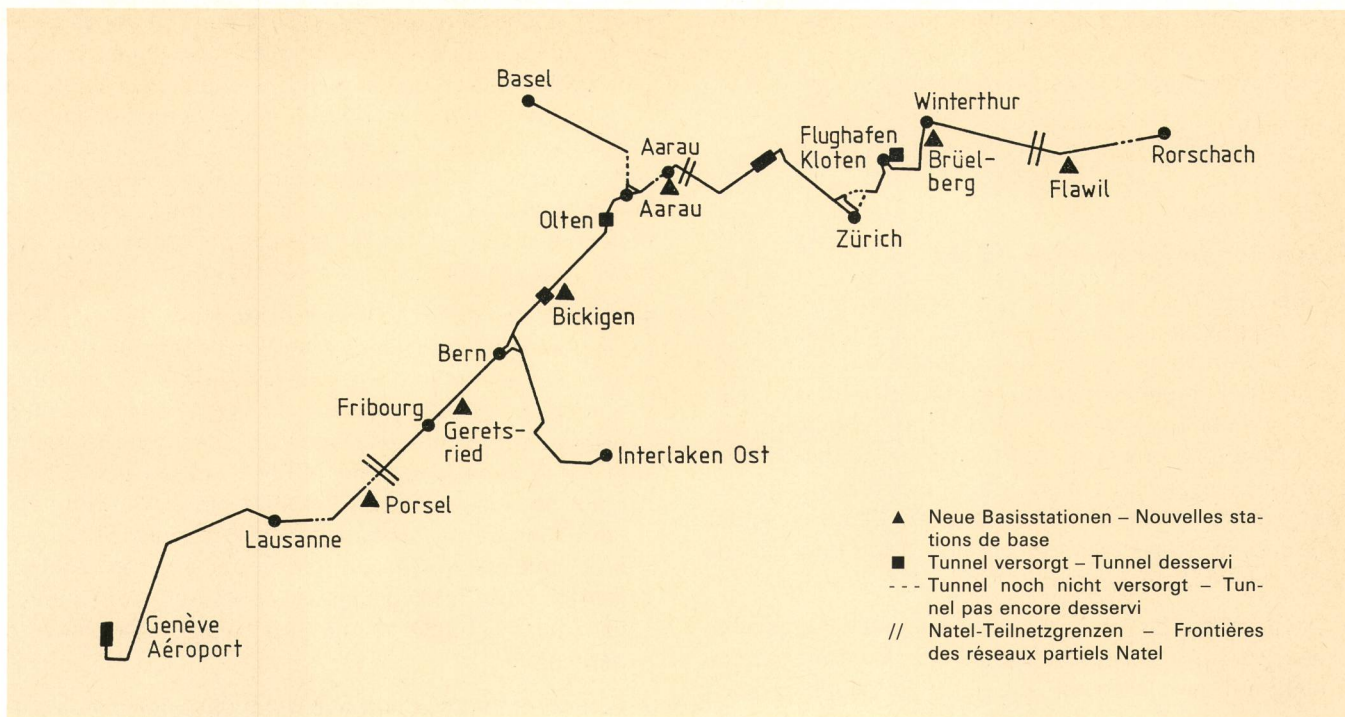 Basel
Winterthur
Flughafen
Kloten
Aarau
Brüel-
berg
Rorschach
Flawil
Aarau
Olten
Zürich
Bickigen
Bern
Fribourg
Gerets-
ried
Interlaken Ost
Porsel
Lausanne
Genève
Aéroport
▲ Neue Basisstationen – Nouvelles sta-
tions de base
■ Tunnel versorgt – Tunnel desservi
--- Tunnel noch nicht versorgt – Tun-
nel pas encore desservi
// Natel-Teilnetzgrenzen – Frontières
des réseaux partiels Natel